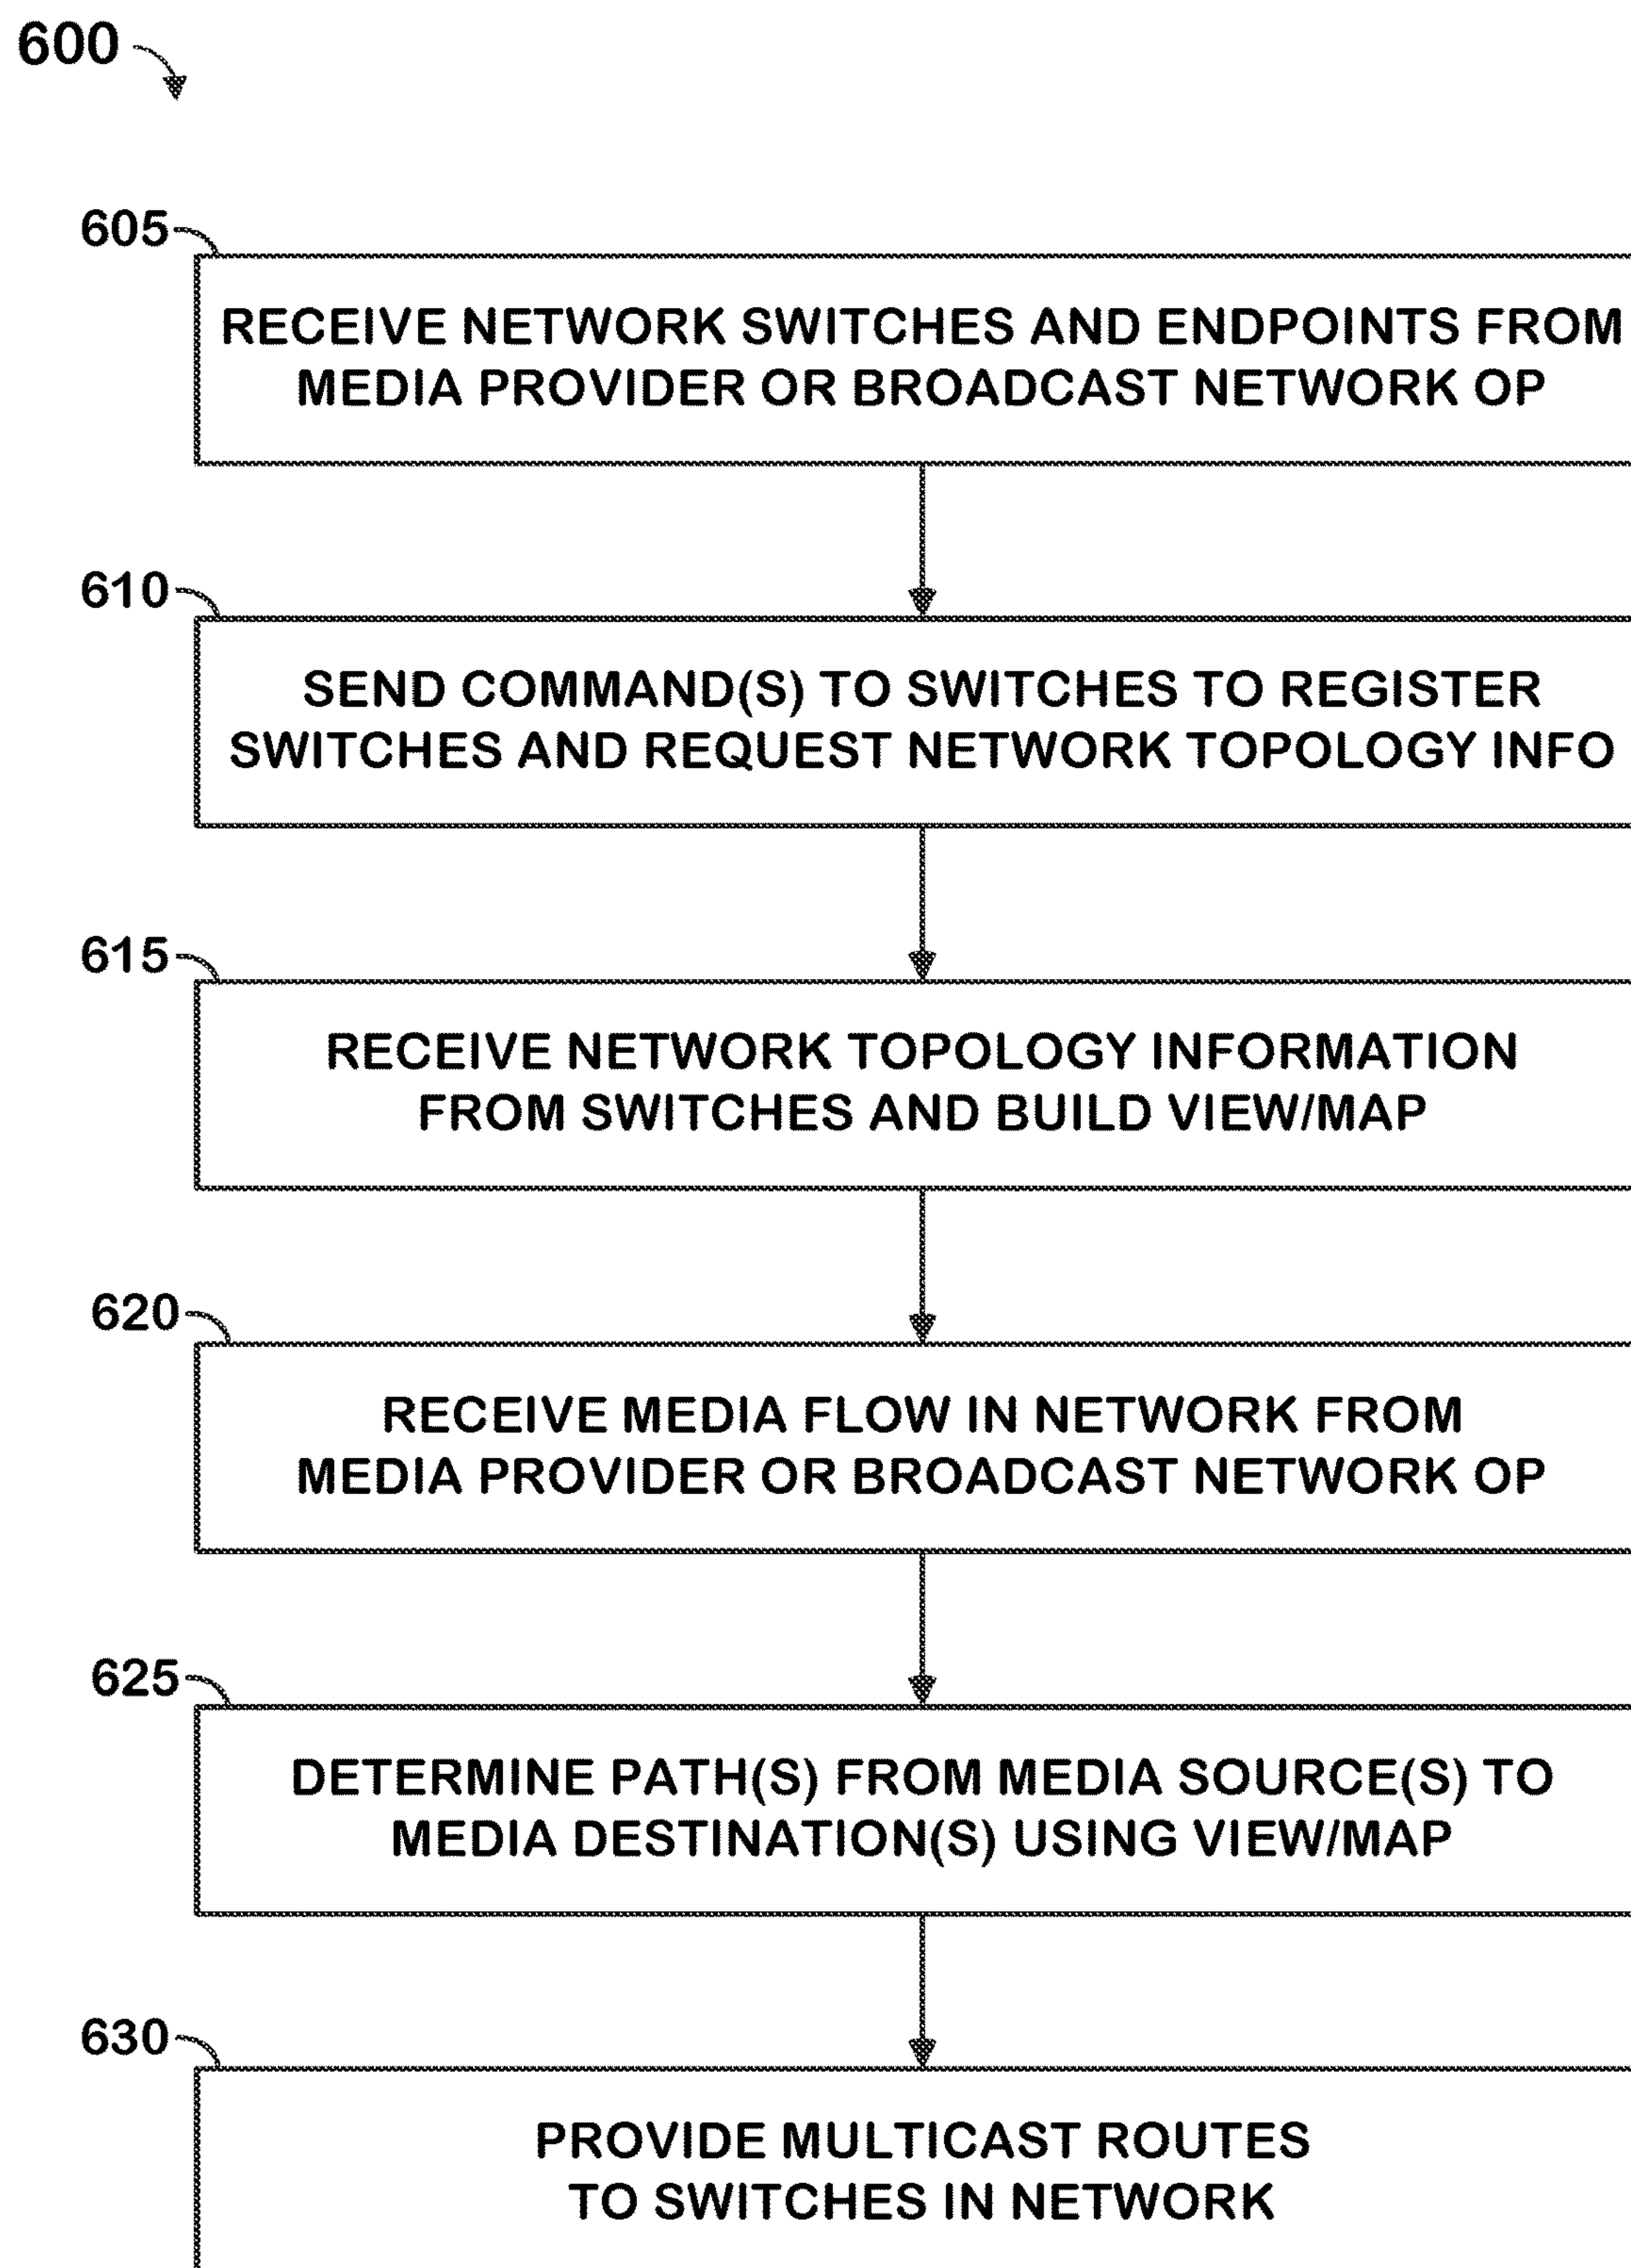 600
605
RECEIVE NETWORK SWITCHES AND ENDPOINTS FROM
MEDIA PROVIDER OR BROADCAST NETWORK OP
610
SEND COMMAND(S) TO SWITCHES TO REGISTER
SWITCHES AND REQUEST NETWORK TOPOLOGY INFO
615
RECEIVE NETWORK TOPOLOGY INFORMATION
FROM SWITCHES AND BUILD VIEW/MAP
620
RECEIVE MEDIA FLOW IN NETWORK FROM
MEDIA PROVIDER OR BROADCAST NETWORK OP
625
DETERMINE PATH(S) FROM MEDIA SOURCE(S) TO
MEDIA DESTINATION(S) USING VIEW/MAP
630
PROVIDE MULTICAST ROUTES
TO SWITCHES IN NETWORK